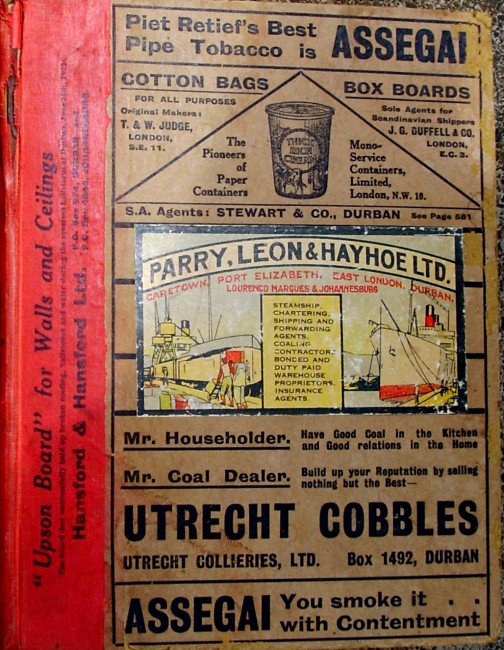 Piet Retief's Best
Pipe Tobacco is ASSEGAI
COTTON BAGS
FOR ALL PURPOSES
Original Makers:
T. & W. JUDGE,
LONDON,
S.E. 11.
The
Pioneers
of
Paper
Containers
THICK
RICH
CREAM
BOX BOARDS
Sole Agents for
Scandinavian Shippers
J. G. DUFFELL & CO.
LONDON,
E.C. 3.
Mono-
Service
Containers,
Limited,
London, N.W. 10.
S.A. Agents: STEWART & CO., DURBAN See Page 581
PARRY, LEON & HAYHOE LTD.
CAPETOWN, PORT ELIZABETH, EAST LONDON, DURBAN,
LOURENCO MARQUES & JOHANNESBURG
STEAMSHIP,
CHARTERING,
SHIPPING AND
FORWARDING
AGENTS,
COALING
CONTRACTOR
BONDED AND
DUTY PAID
WAREHOUSE
PROPRIETORS,
INSURANCE
AGENTS.
Mr. Householder. Have Good Coal in the Kitchen
and Good relations in the Home
Mr. Coal Dealer. Build up your Reputation by selling
nothing but the Best—
UTRECHT COBBLES
UTRECHT COLLIERIES, LTD. Box 1492, DURBAN
ASSEGAI You smoke it . .
with Contentment
"Upson Board" for Walls and Ceilings
Hansford & Hansford Ltd.